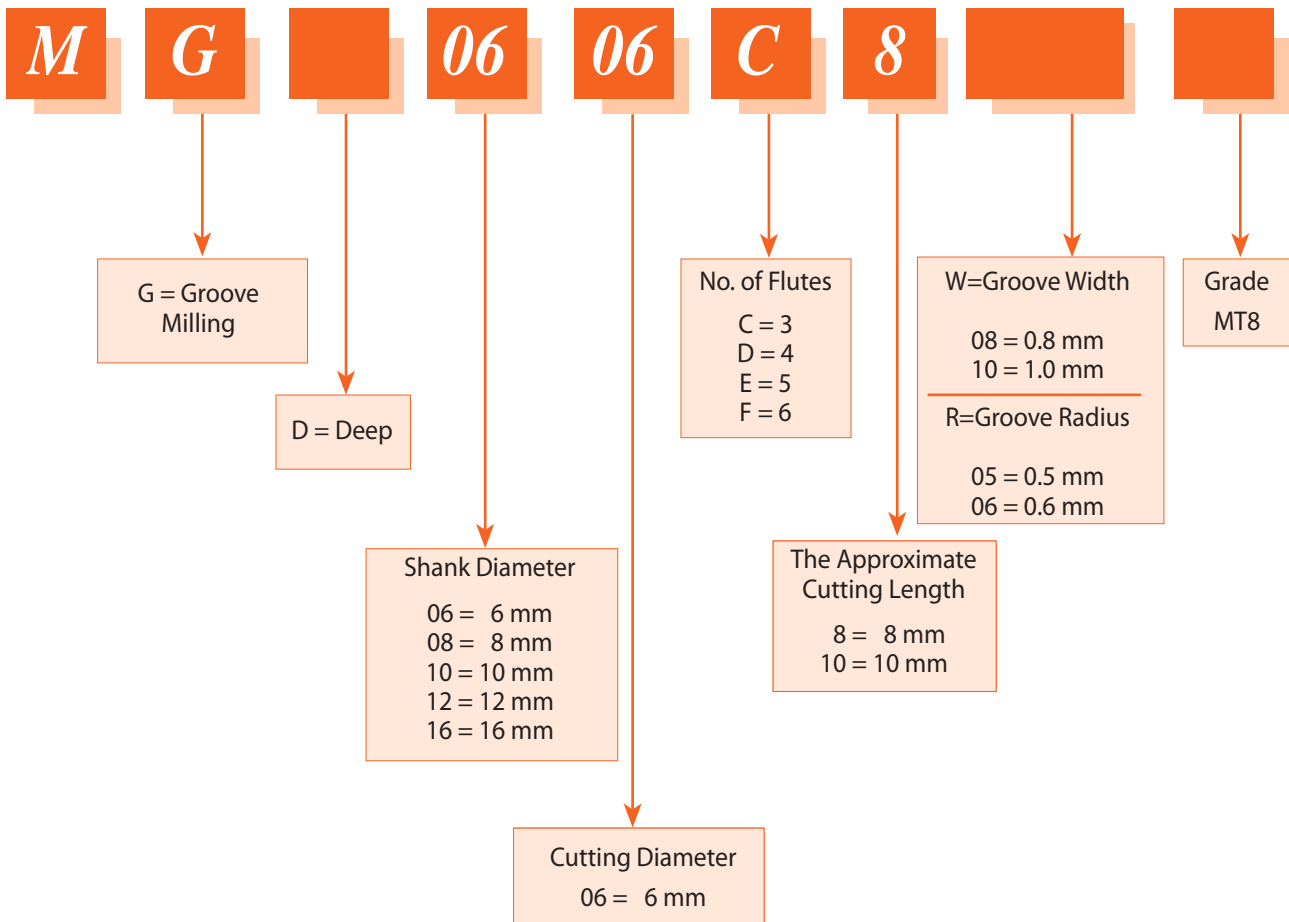 M G 06 06 C 8
G = Groove
Milling
D = Deep
Shank Diameter
06 = 6 mm
08 = 8 mm
10 = 10 mm
12 = 12 mm
16 = 16 mm
Cutting Diameter
06 = 6 mm
No. of Flutes
C = 3
D = 4
E = 5
F = 6
The Approximate
Cutting Length
8 = 8 mm
10 = 10 mm
W=Groove Width
08 = 0.8 mm
10 = 1.0 mm
R=Groove Radius
05 = 0.5 mm
06 = 0.6 mm
Grade
MT8